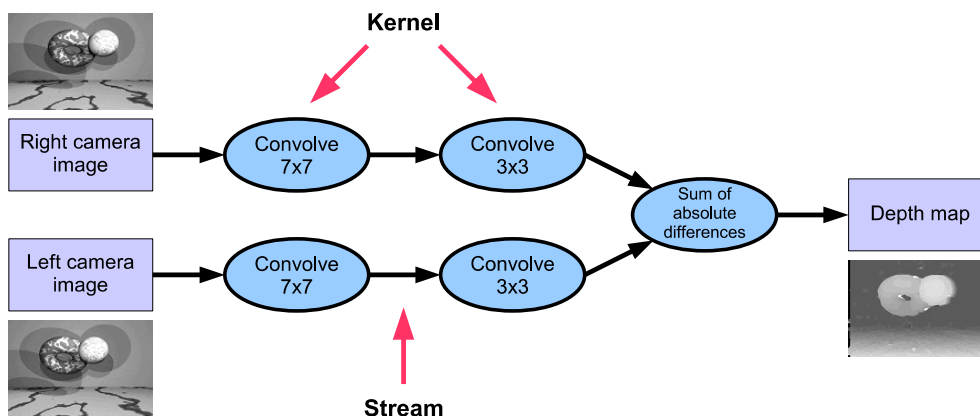 Kernel
Right camera
image
Convolve
7x7
Convolve
3x3
Sum of
absolute
differences
Depth map
Left camera
image
Convolve
7x7
Convolve
3x3
Stream